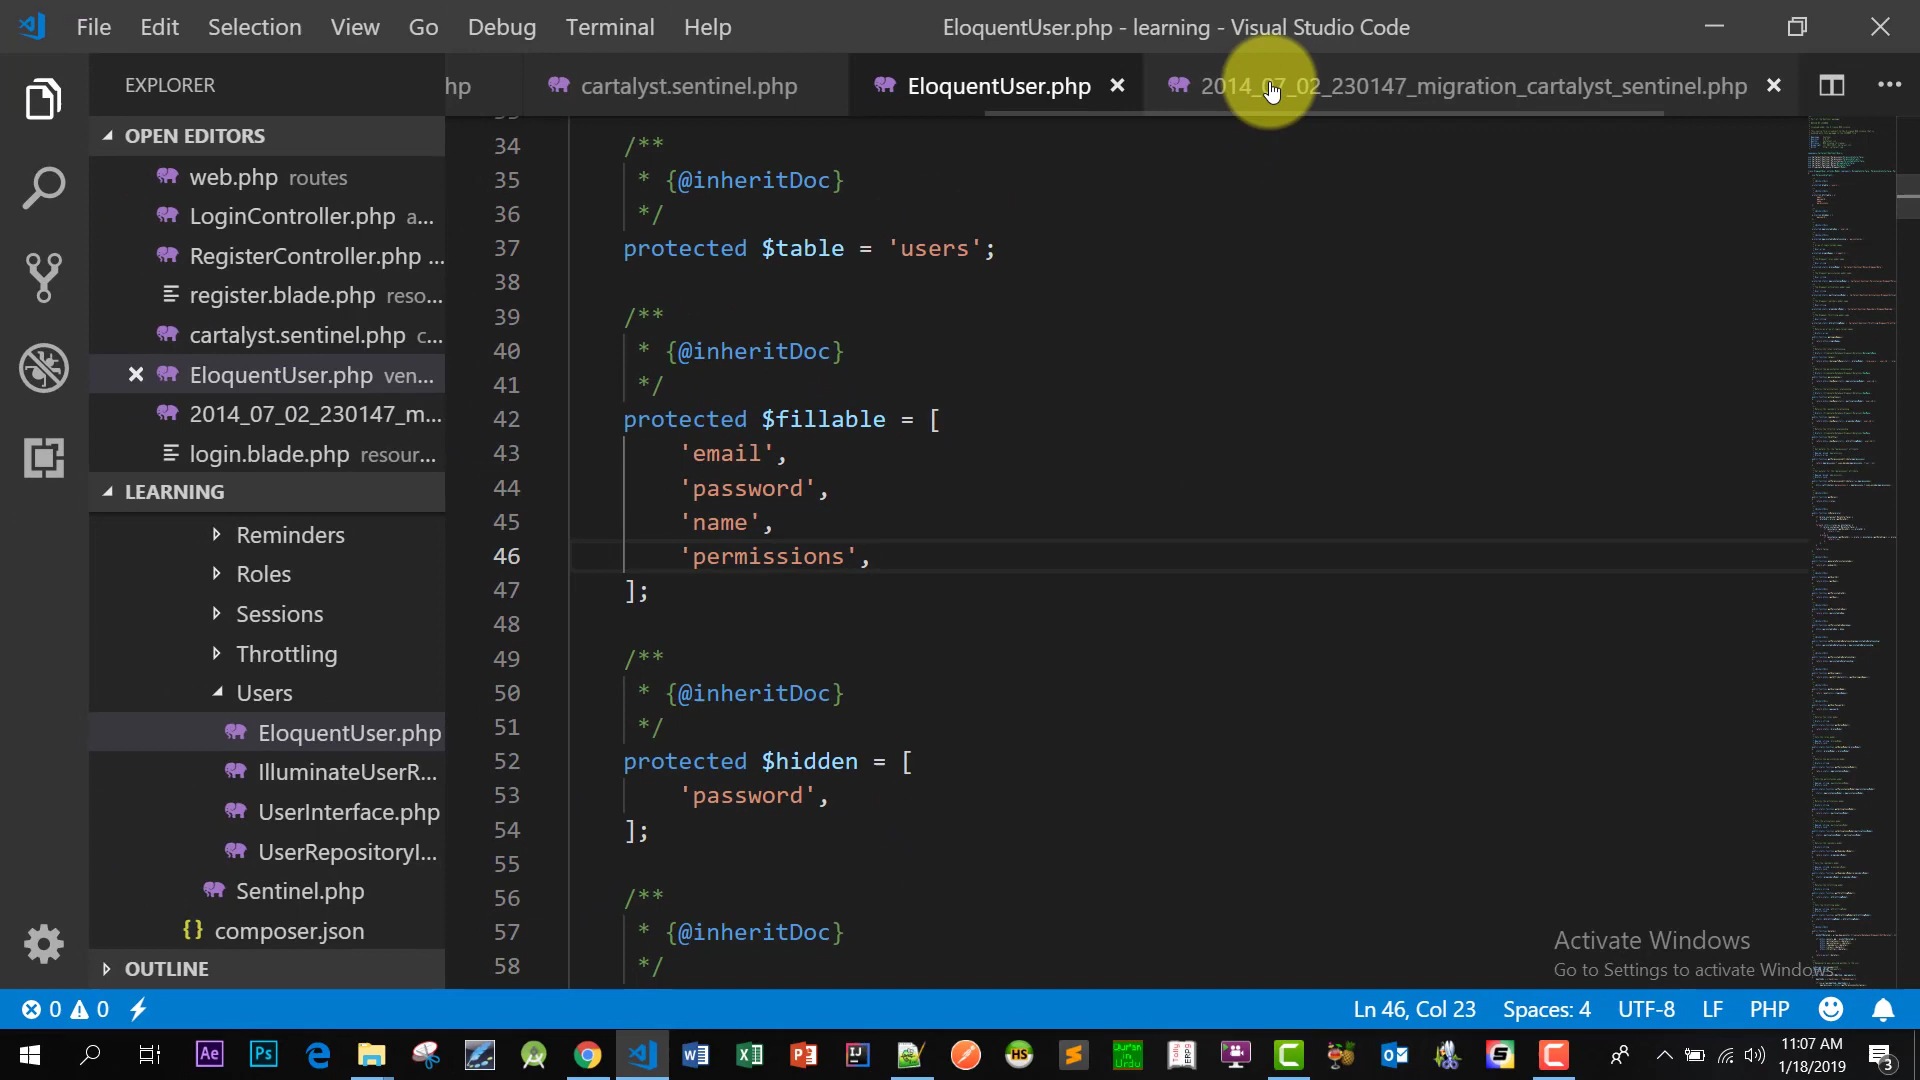 File Edit Selection View Go Debug Terminal Help
EloquentUser.php - learning - Visual Studio Code
EXPLORER
hp
cartalyst.sentinel.php
EloquentUser.php
2014_07_02_230147_migration_cartalyst_sentinel.php
OPEN EDITORS
web.php routes
LoginController.php a...
RegisterController.php ...
register.blade.php reso...
cartalyst.sentinel.php c...
EloquentUser.php ven...
2014_07_02_230147_m...
login.blade.php resour...
LEARNING
Reminders
Roles
Sessions
Throttling
Users
EloquentUser.php
IlluminateUserR...
UserInterface.php
UserRepositoryI...
Sentinel.php
{} composer.json
OUTLINE
34 /**
35 * {@inheritDoc}
36 */
37 protected $table = 'users';
38
39 /**
40 * {@inheritDoc}
41 */
42 protected $fillable = [
43 'email',
44 'password',
45 'name',
46 'permissions',
47 ];
48
49 /**
50 * {@inheritDoc}
51 */
52 protected $hidden = [
53 'password',
54 ];
55
56 /**
57 * {@inheritDoc}
58 */
Activate Windows
Go to Settings to activate Windows.
0 0
Ln 46, Col 23 Spaces: 4 UTF-8 LF PHP
Ae Ps
HS
11:07 AM
1/18/2019
3